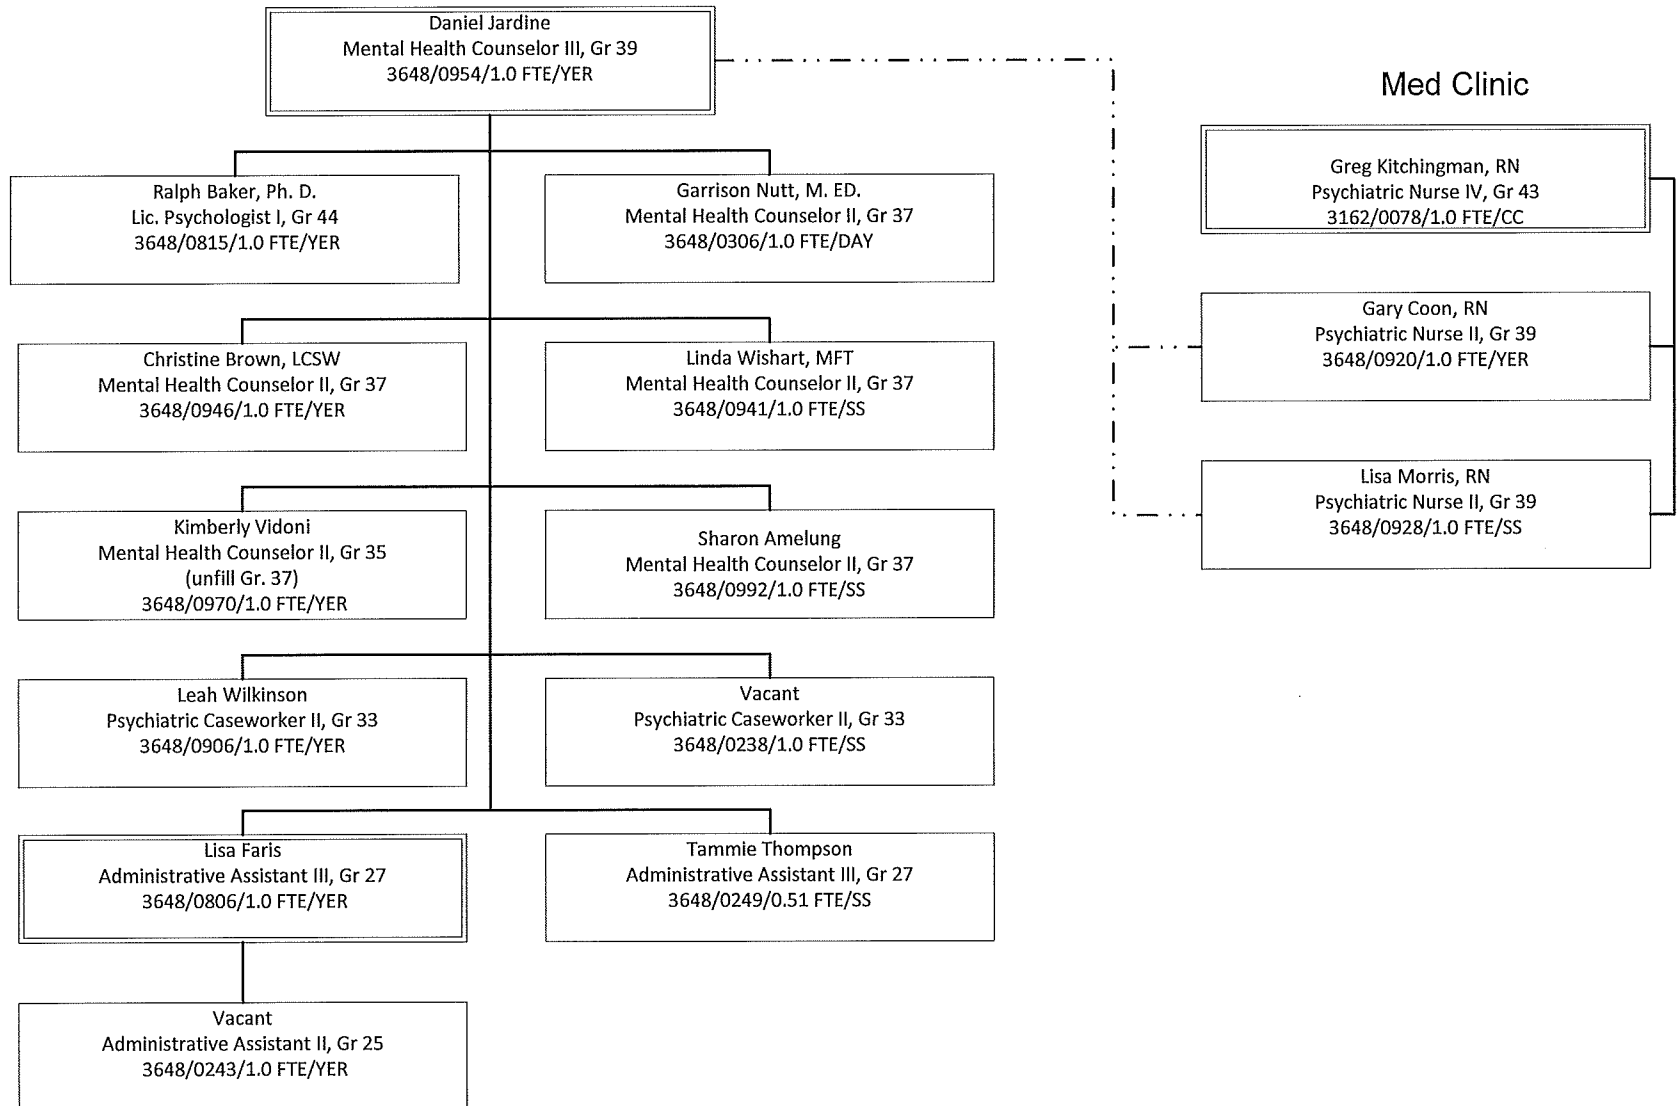 Daniel Jardine
Mental Health Counselor III, Gr 39
3648/0954/1.0 FTE/YER
Med Clinic
Greg Kitchingman, RN
Psychiatric Nurse IV, Gr 43
3162/0078/1.0 FTE/CC
Ralph Baker, Ph. D.
Lic. Psychologist I, Gr 44
3648/0815/1.0 FTE/YER
Garrison Nutt, M. ED.
Mental Health Counselor II, Gr 37
3648/0306/1.0 FTE/DAY
Gary Coon, RN
Psychiatric Nurse II, Gr 39
3648/0920/1.0 FTE/YER
Christine Brown, LCSW
Mental Health Counselor II, Gr 37
3648/0946/1.0 FTE/YER
Linda Wishart, MFT
Mental Health Counselor II, Gr 37
3648/0941/1.0 FTE/SS
Lisa Morris, RN
Psychiatric Nurse II, Gr 39
3648/0928/1.0 FTE/SS
Kimberly Vidoni
Mental Health Counselor II, Gr 35
(unfill Gr. 37)
3648/0970/1.0 FTE/YER
Sharon Amelung
Mental Health Counselor II, Gr 37
3648/0992/1.0 FTE/SS
Leah Wilkinson
Psychiatric Caseworker II, Gr 33
3648/0906/1.0 FTE/YER
Vacant
Psychiatric Caseworker II, Gr 33
3648/0238/1.0 FTE/SS
Lisa Faris
Administrative Assistant III, Gr 27
3648/0806/1.0 FTE/YER
Tammie Thompson
Administrative Assistant III, Gr 27
3648/0249/0.51 FTE/SS
Vacant
Administrative Assistant II, Gr 25
3648/0243/1.0 FTE/YER